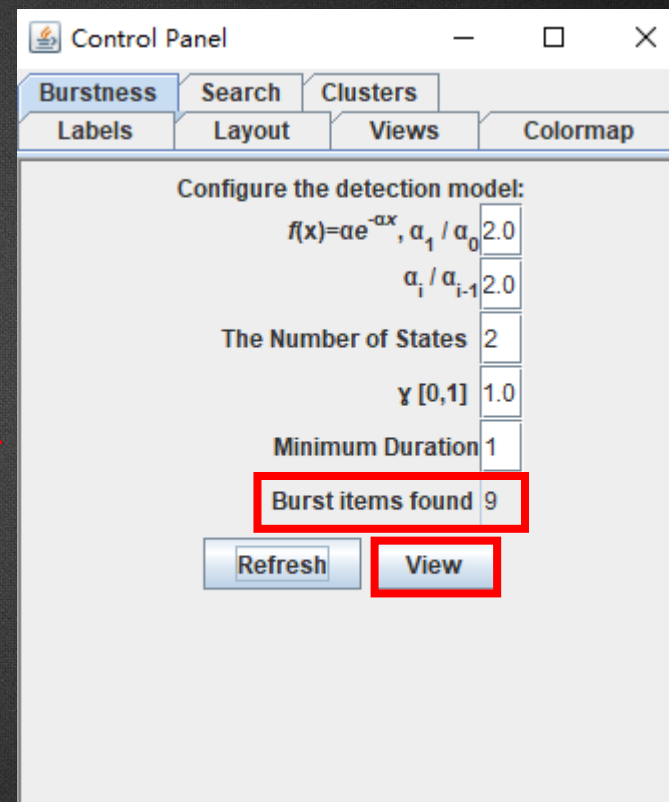 Control Panel
Burstness Search Clusters
Labels Layout Views Colormap
Configure the detection model:
f(x)=αe^-αx, α1 / α0 2.0
αi / αi-1 2.0
The Number of States 2
ɣ [0,1] 1.0
Minimum Duration 1
Burst items found 9
Refresh View